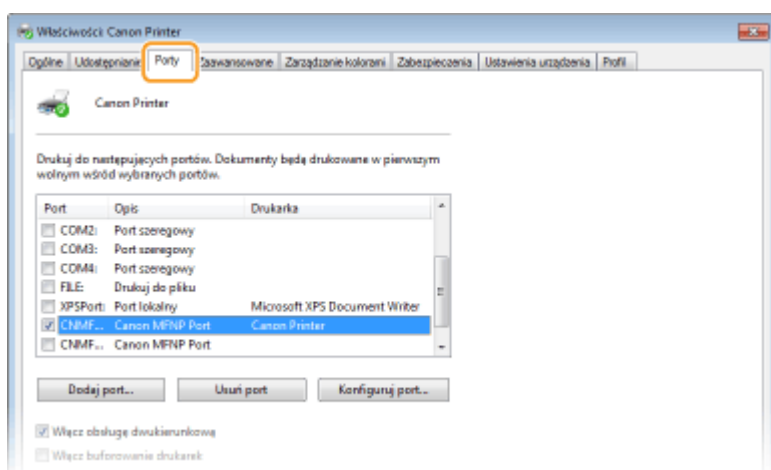 Właściwości: Canon Printer
Ogólne Udostępnianie Porty Zaawansowane Zarządzanie kolorami Zabezpieczenia Ustawienia urządzenia Profil
Canon Printer
Drukuj do następujących portów. Dokumenty będą drukowane w pierwszym
wolnym wśród wybranych portów.
Port Opis Drukarka
COM2: Port szeregowy
COM3: Port szeregowy
COM4: Port szeregowy
FILE: Drukuj do pliku
XPSPort: Port lokalny Microsoft XPS Document Writer
CNMF... Canon MFNP Port Canon Printer
CNMF... Canon MFNP Port
Dodaj port... Usuń port Konfiguruj port...
Włącz obsługę dwukierunkową
Włącz buforowanie drukarek